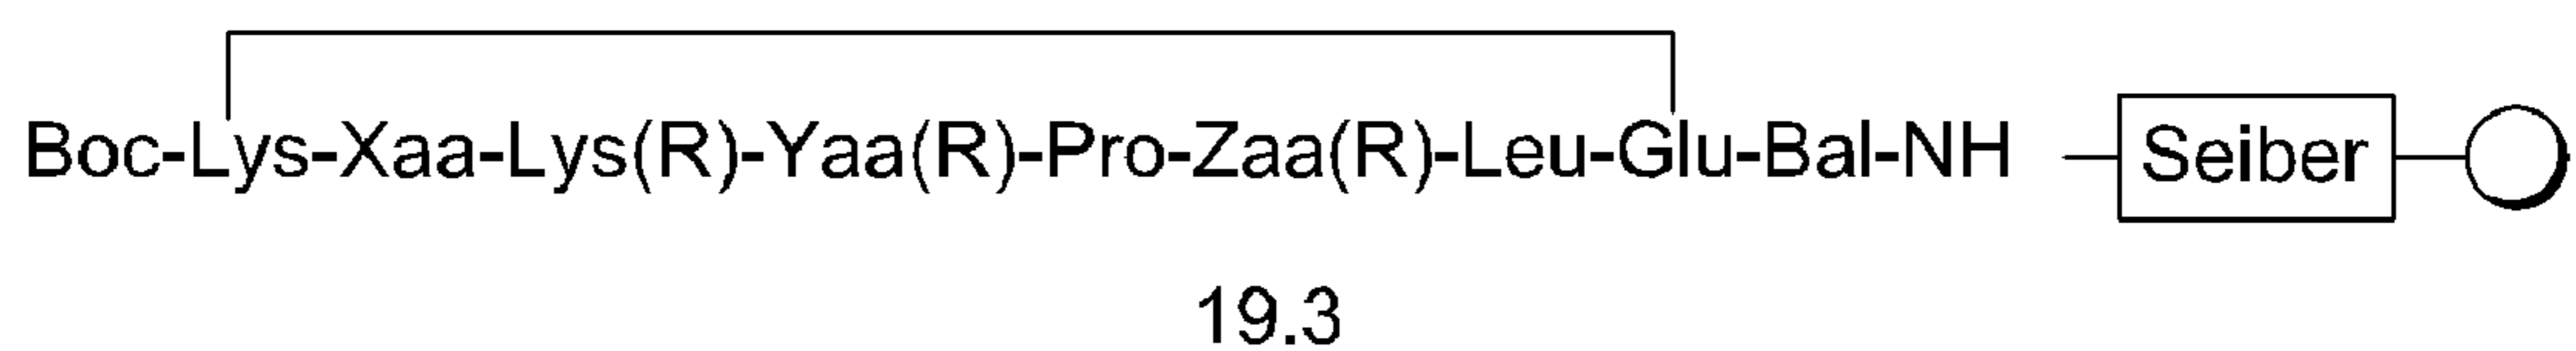 Boc-Lys-Xaa-Lys(R)-Yaa(R)-Pro-Zaa(R)-Leu-Glu-Bal-NH Seiber
19.3